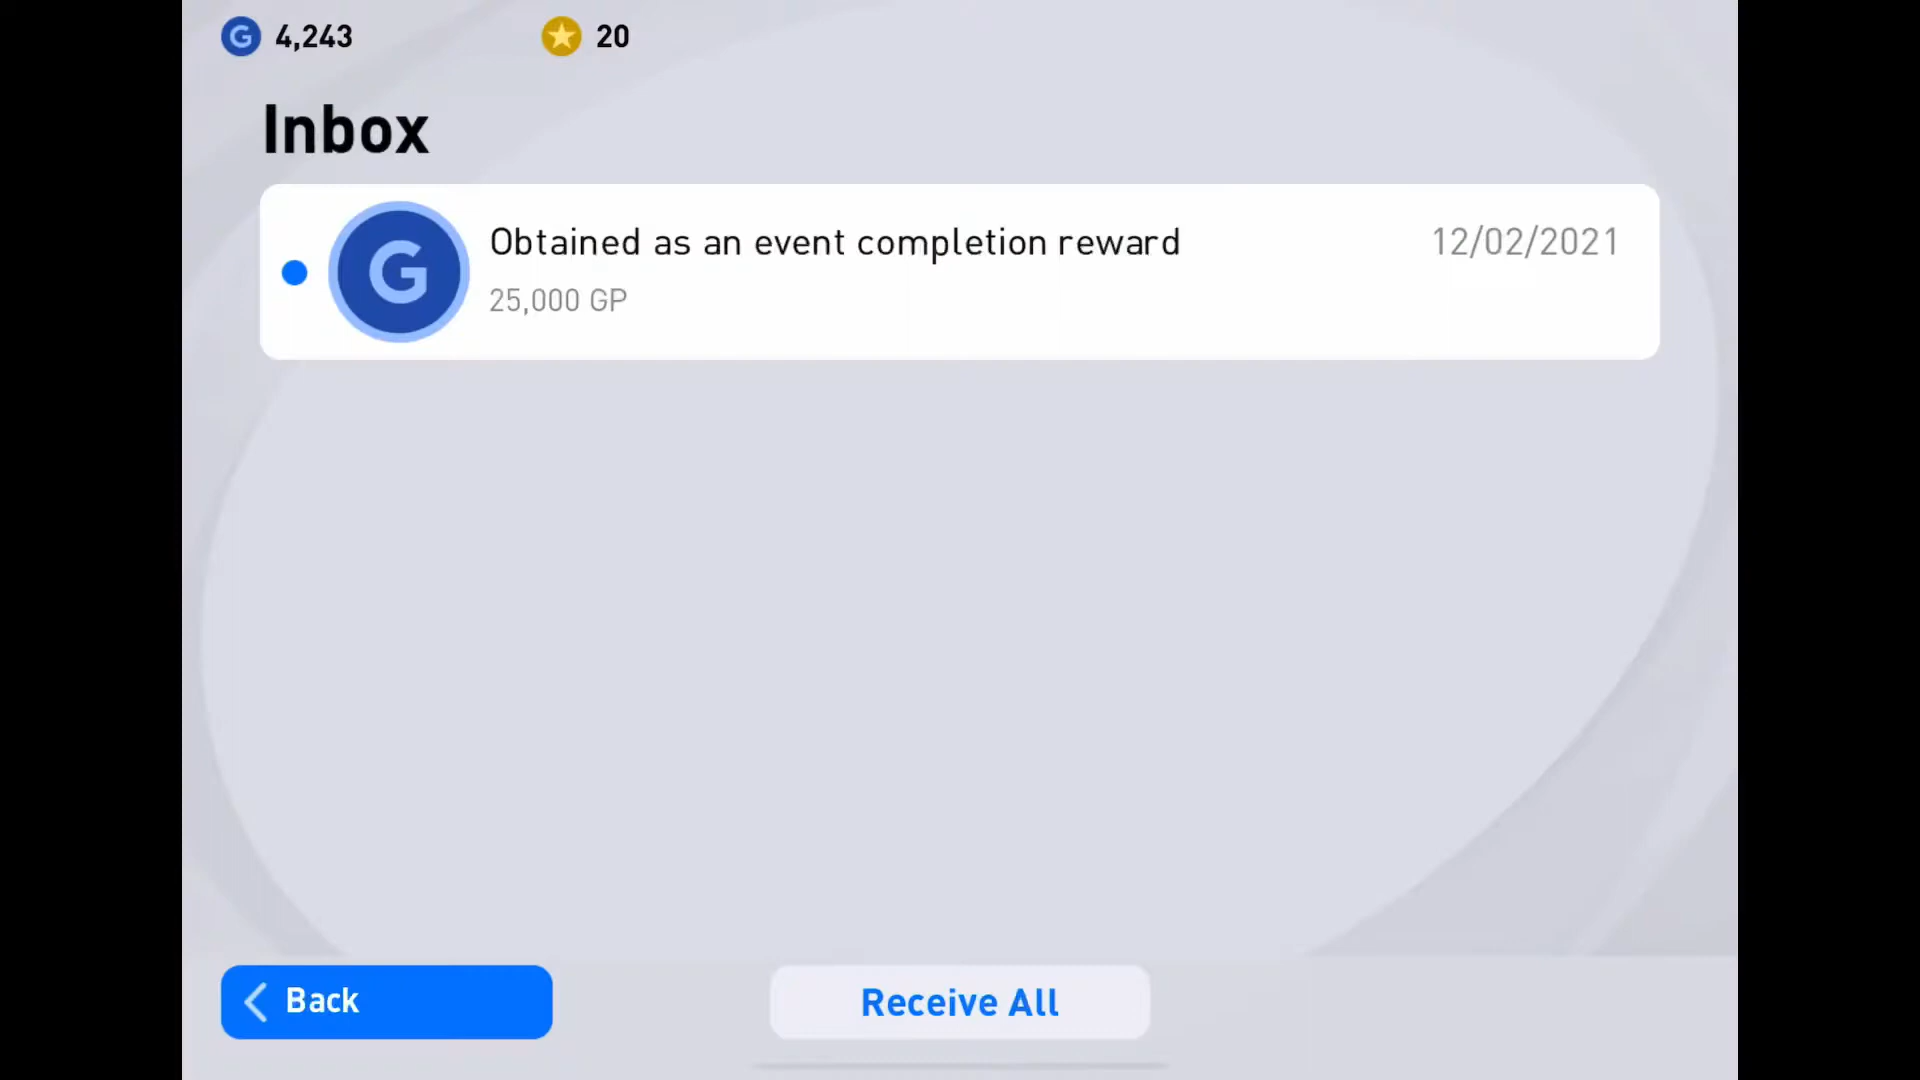 G 4,243 20
Inbox
Obtained as an event completion reward 12/02/2021
G
25,000 GP
Back Receive All